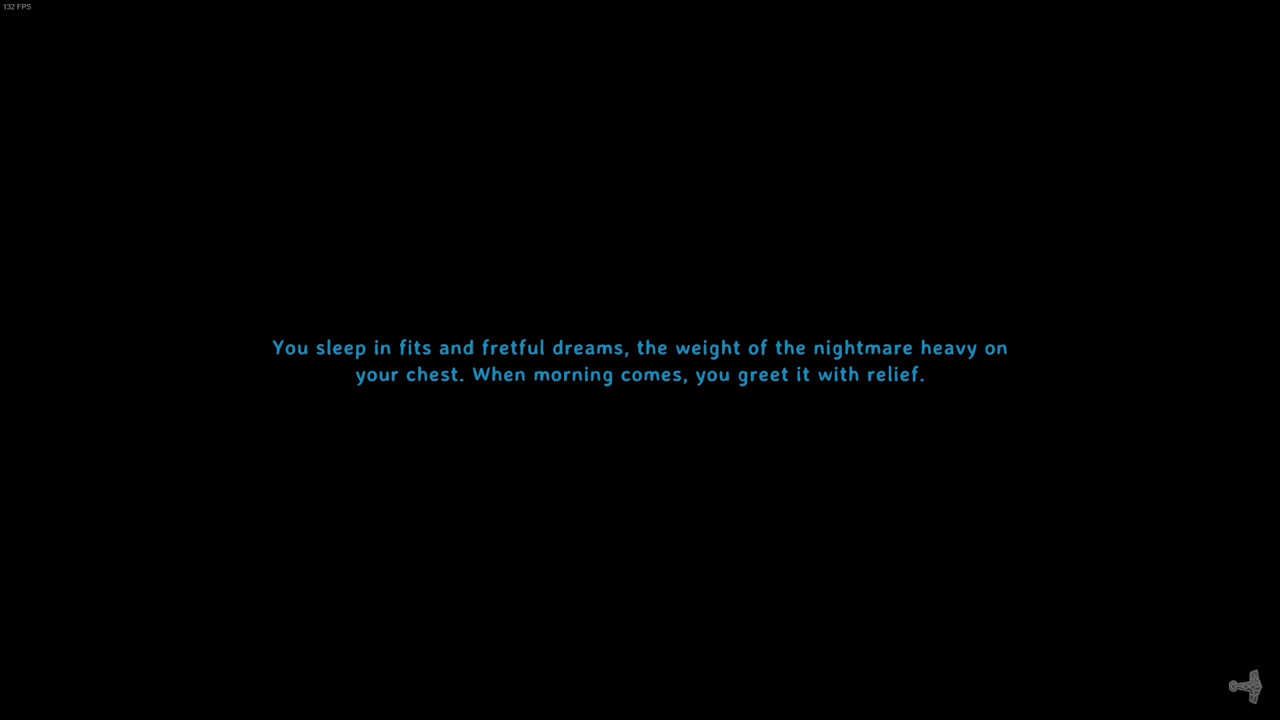 132 FPS
You sleep in fits and fretful dreams, the weight of the nightmare heavy on
your chest. When morning comes, you greet it with relief.